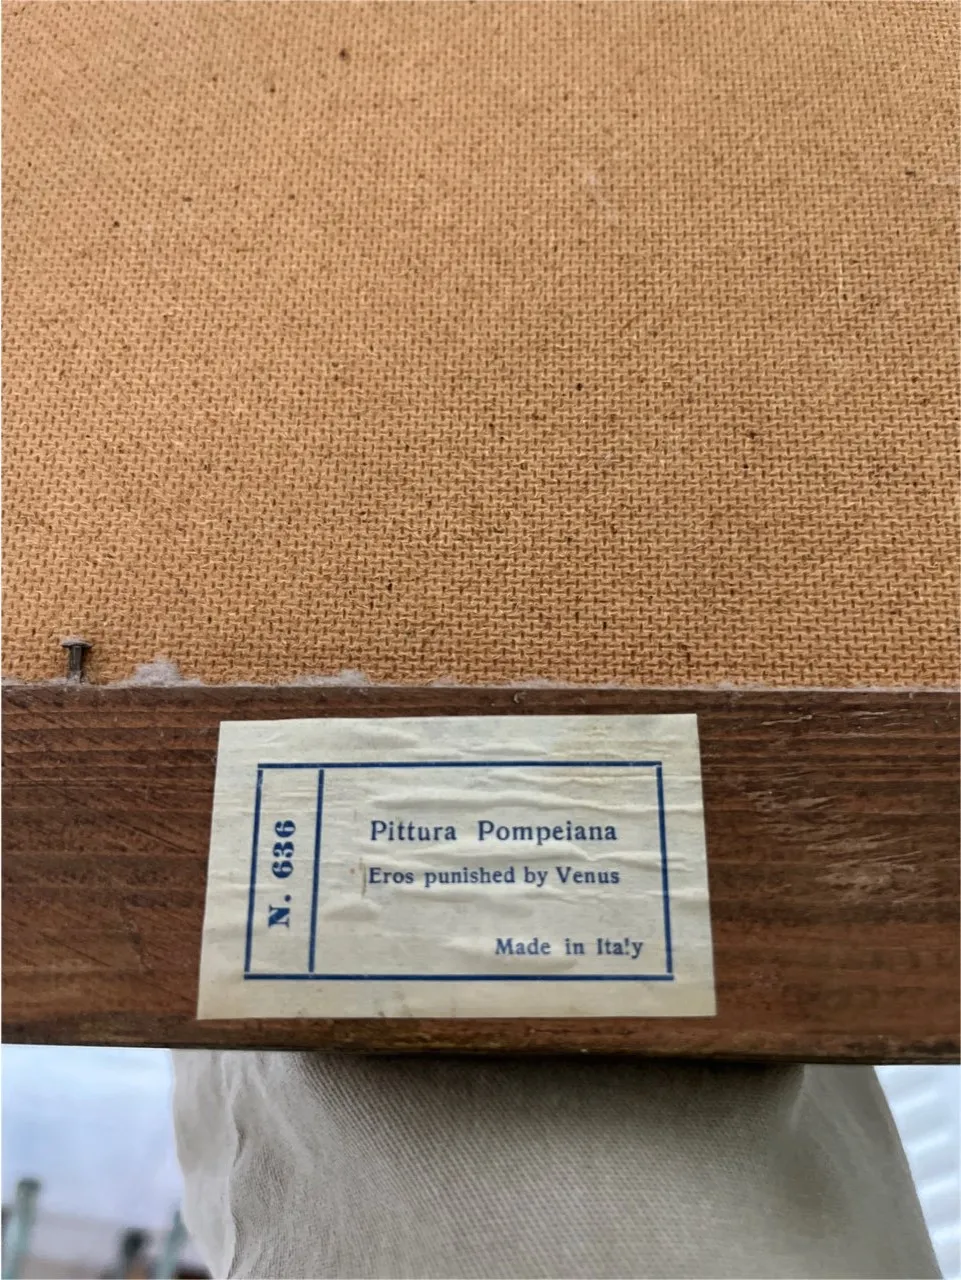 N. 636
Pittura Pompeiana
Eros punished by Venus
Made in Italy